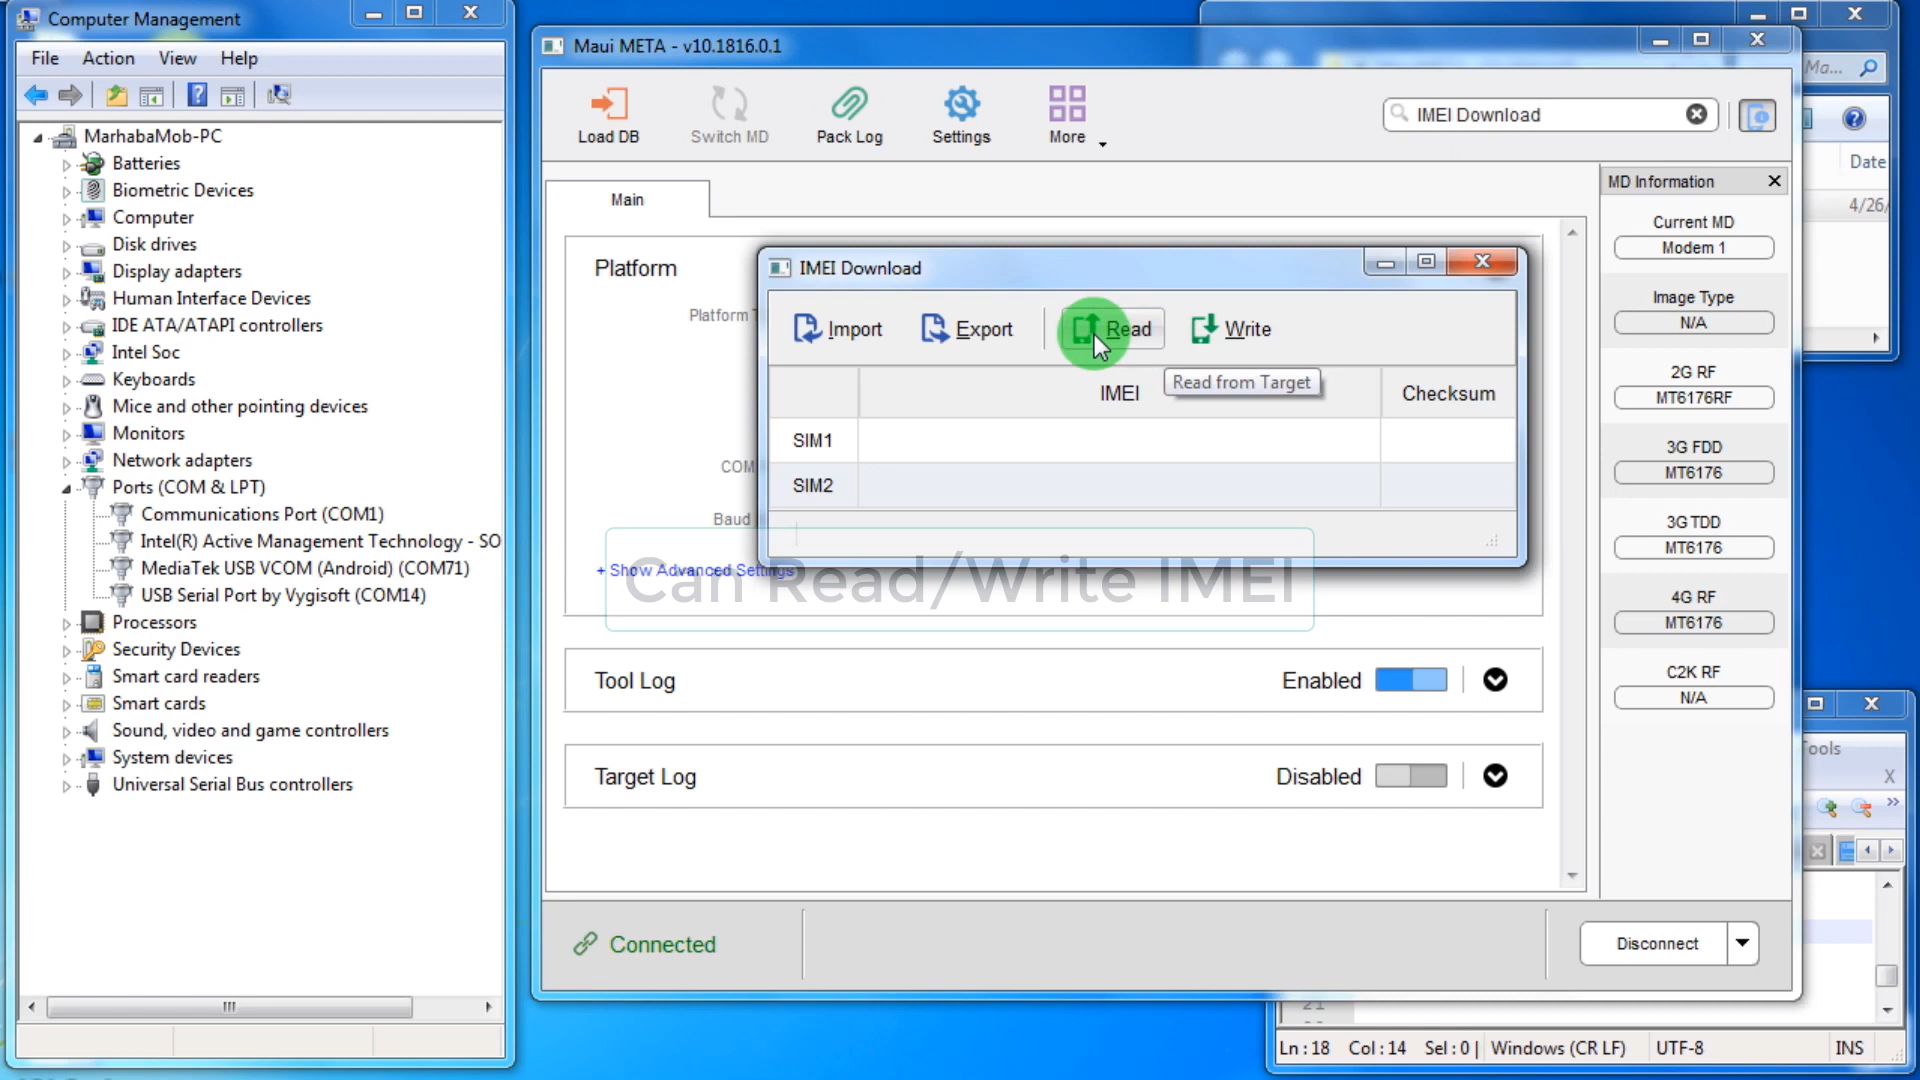 Computer Management
File Action View Help
MarhabaMob-PC
Batteries
Biometric Devices
Computer
Disk drives
Display adapters
Human Interface Devices
IDE ATA/ATAPI controllers
Intel Soc
Keyboards
Mice and other pointing devices
Monitors
Network adapters
Ports (COM & LPT)
Communications Port (COM1)
Intel(R) Active Management Technology - SO
MediaTek USB VCOM (Android) (COM71)
USB Serial Port by Vygisoft (COM14)
Processors
Security Devices
Smart card readers
Smart cards
Sound, video and game controllers
System devices
Universal Serial Bus controllers
Maui META - v10.1816.0.1
Load DB Switch MD Pack Log Settings More
IMEI Download
Main
Platform
Platform T
COM
Baud
+ Show Advanced Settings
IMEI Download
Import Export Read Write
Read from Target
IMEI Checksum
SIM1
SIM2
Can Read/Write IMEI
Tool Log Enabled
Target Log Disabled
Connected
Disconnect
MD Information
Current MD
Modem 1
Image Type
N/A
2G RF
MT6176RF
3G FDD
MT6176
3G TDD
MT6176
4G RF
MT6176
C2K RF
N/A
Ma...
Date
4/26/
Tools
X
21
Ln:18 Col:14 Sel:0 | Windows (CR LF) UTF-8 INS